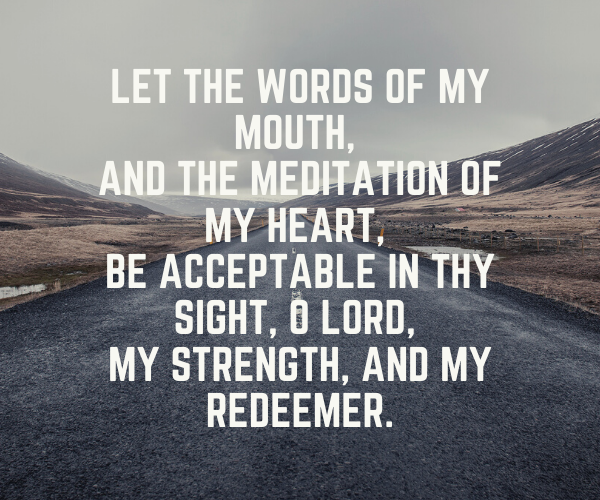 LET THE WORDS OF MY
MOUTH,
AND THE MEDITATION OF
MY HEART,
BE ACCEPTABLE IN THY
SIGHT, O LORD,
MY STRENGTH, AND MY
REDEEMER.